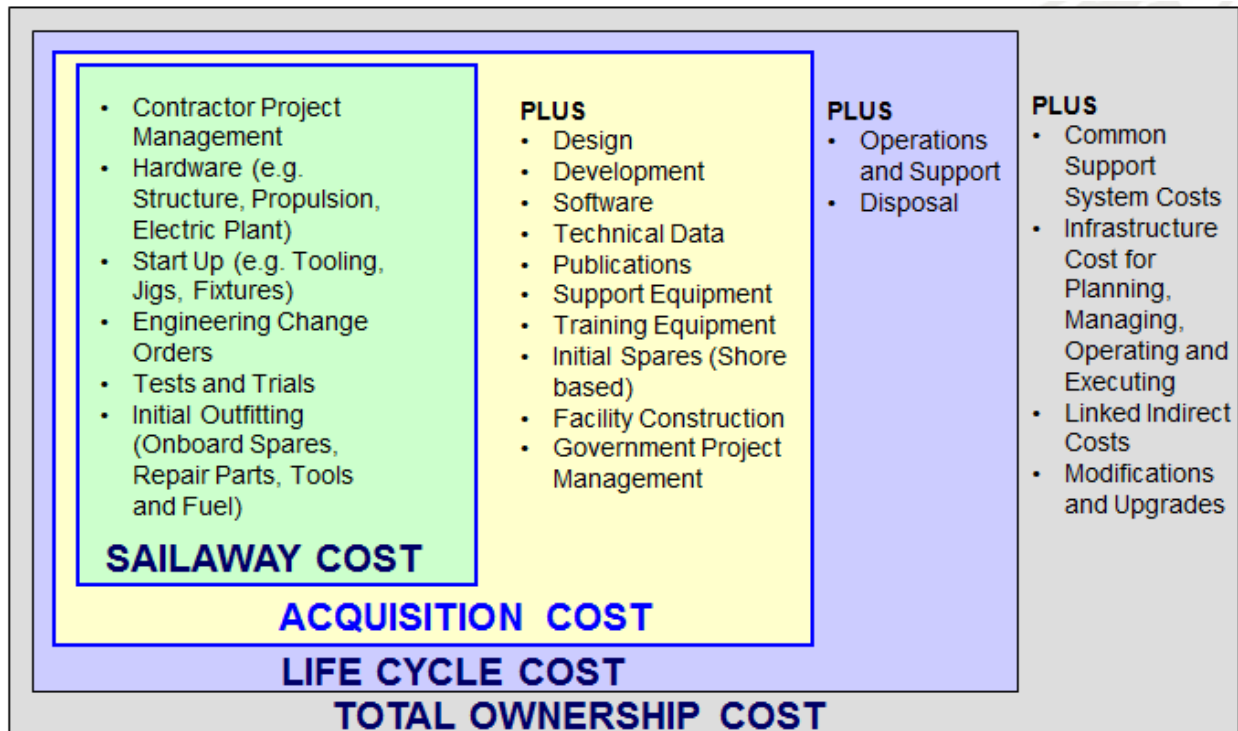 • Contractor Project
Management
• Hardware (e.g.
Structure, Propulsion,
Electric Plant)
• Start Up (e.g. Tooling,
Jigs, Fixtures)
• Engineering Change
Orders
• Tests and Trials
• Initial Outfitting
(Onboard Spares,
Repair Parts, Tools
and Fuel)
SAILAWAY COST
PLUS
• Design
• Development
• Software
• Technical Data
• Publications
• Support Equipment
• Training Equipment
• Initial Spares (Shore
based)
• Facility Construction
• Government Project
Management
ACQUISITION COST
PLUS
• Operations
and Support
• Disposal
LIFE CYCLE COST
PLUS
• Common
Support
System Costs
• Infrastructure
Cost for
Planning,
Managing,
Operating and
Executing
• Linked Indirect
Costs
• Modifications
and Upgrades
TOTAL OWNERSHIP COST